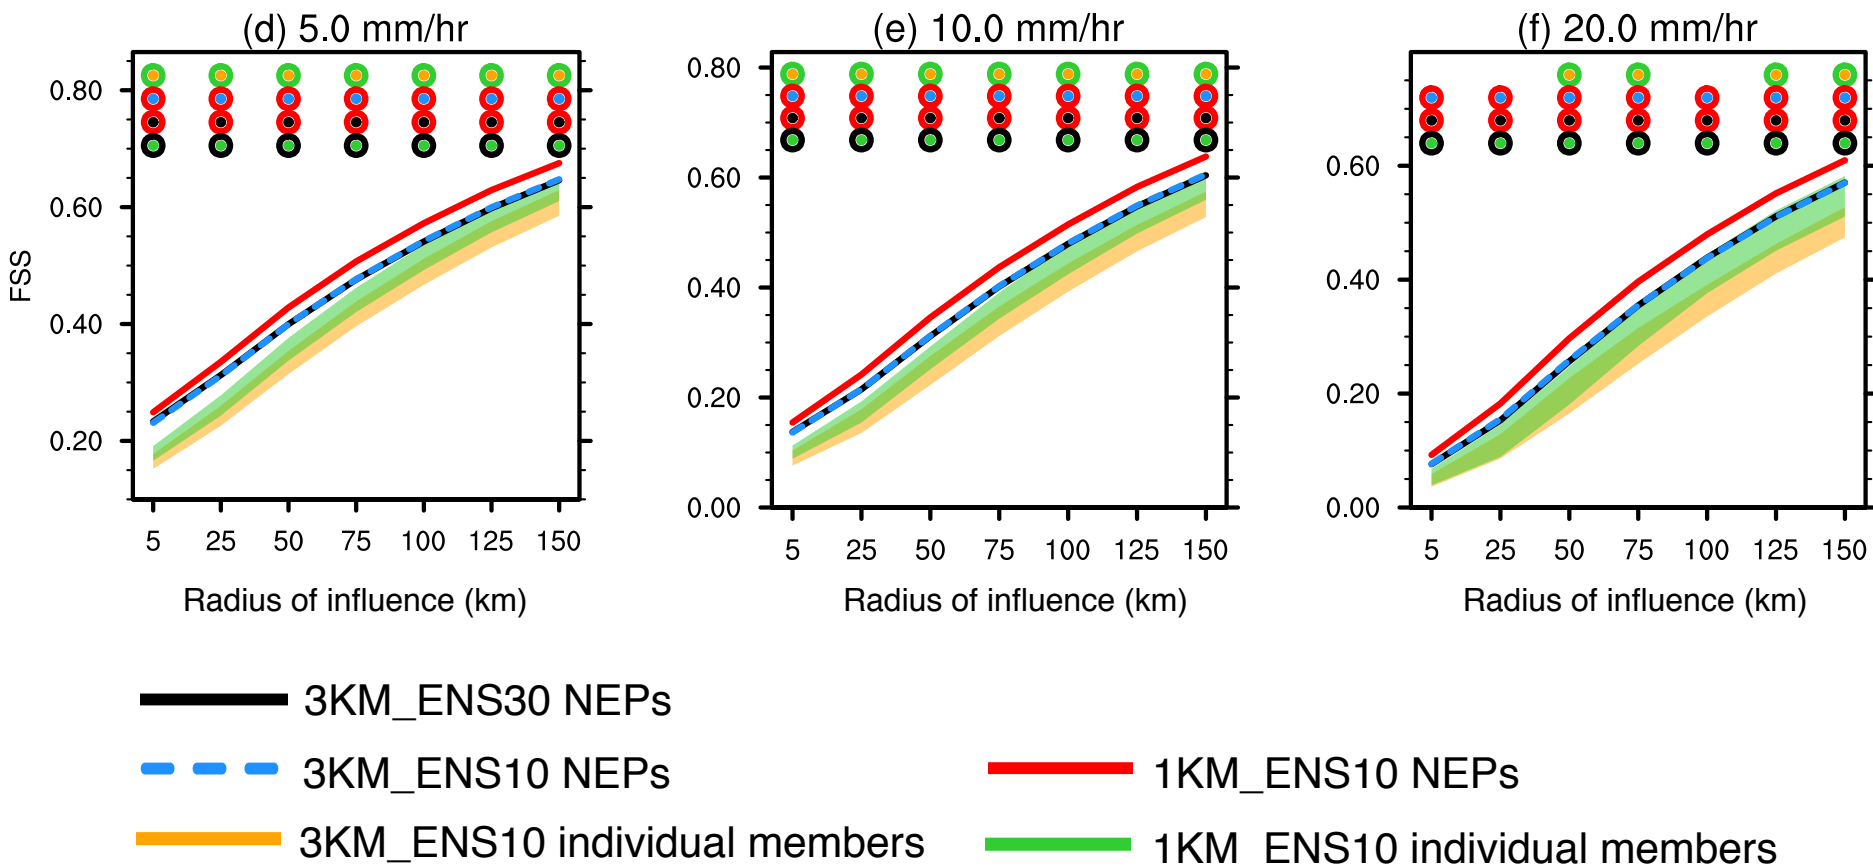 (d) 5.0 mm/hr
(e) 10.0 mm/hr
(f) 20.0 mm/hr
FSS
0.80
0.60
0.40
0.20
5 25 50 75 100 125 150
Radius of influence (km)
0.80
0.60
0.40
0.20
0.00
5 25 50 75 100 125 150
Radius of influence (km)
0.60
0.40
0.20
0.00
5 25 50 75 100 125 150
Radius of influence (km)
3KM_ENS30 NEPs
3KM_ENS10 NEPs
1KM_ENS10 NEPs
3KM_ENS10 individual members
1KM_ENS10 individual members